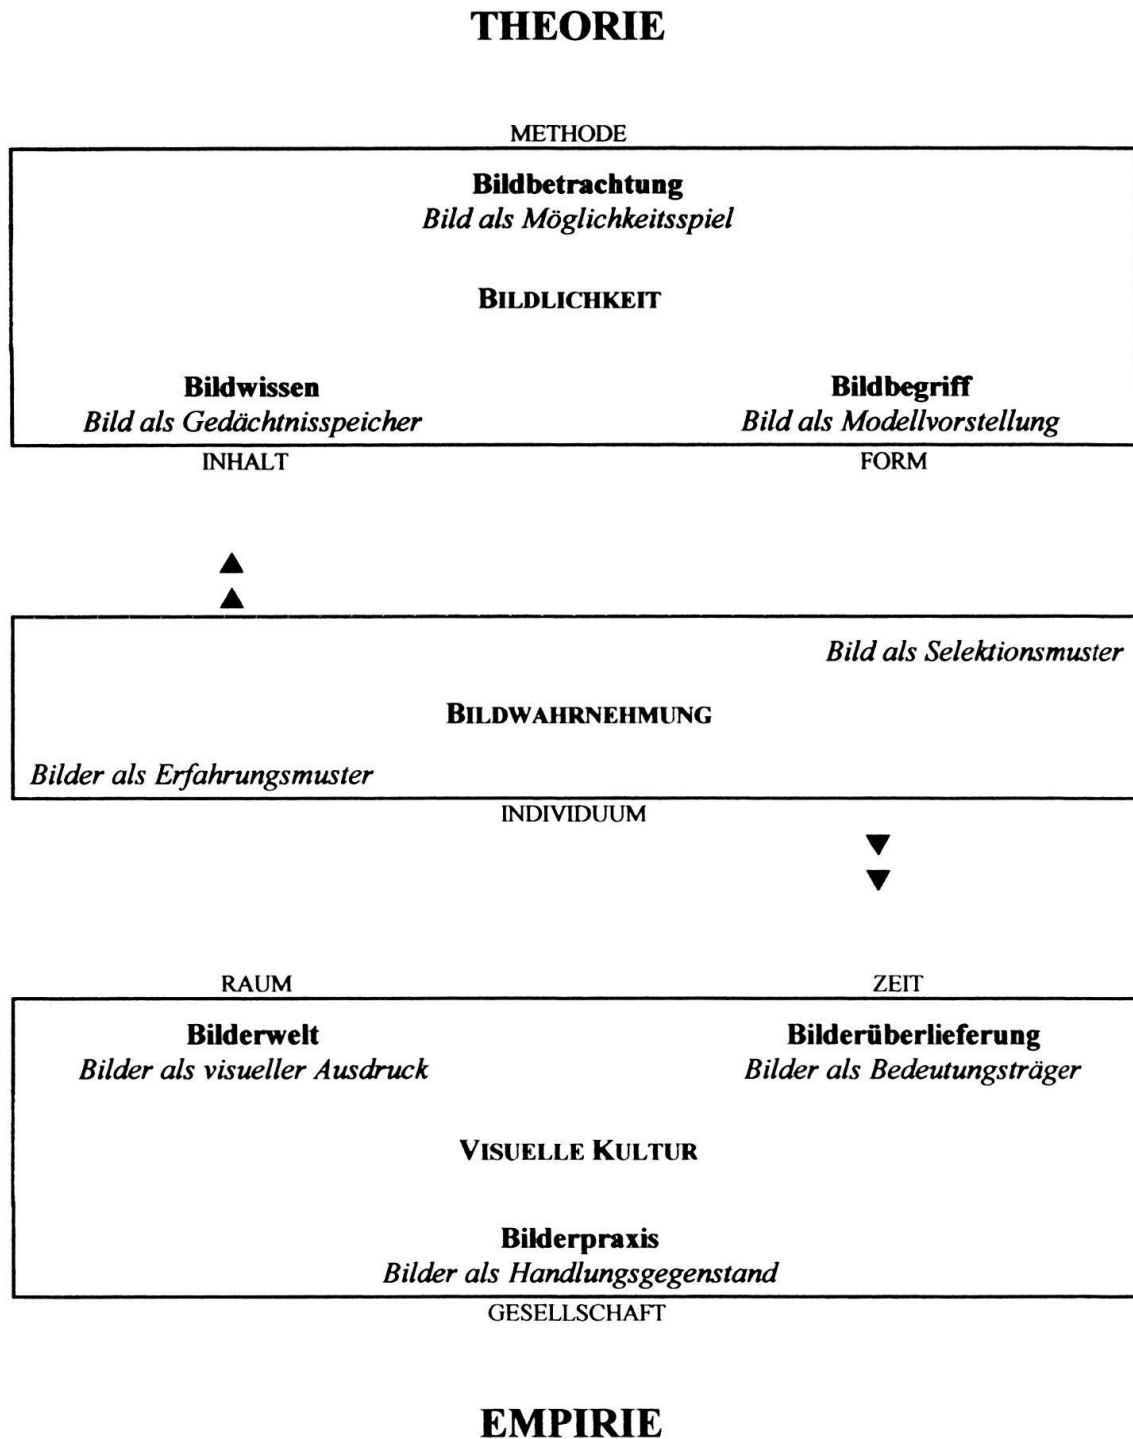 THEORIE
METHODE
Bildbetrachtung
Bild als Möglichkeitsspiel
BILDLICHKEIT
Bildwissen Bildbegriff
Bild als Gedächtnisspeicher Bild als Modellvorstellung
INHALT FORM
Bild als Selektionsmuster
BILDWAHRNEHMUNG
Bilder als Erfahrungsmuster
INDIVIDUUM
RAUM ZEIT
Bilderwelt Bilderüberlieferung
Bilder als visueller Ausdruck Bilder als Bedeutungsträger
VISUELLE KULTUR
Bilderpraxis
Bilder als Handlungsgegenstand
GESELLSCHAFT
EMPIRIE